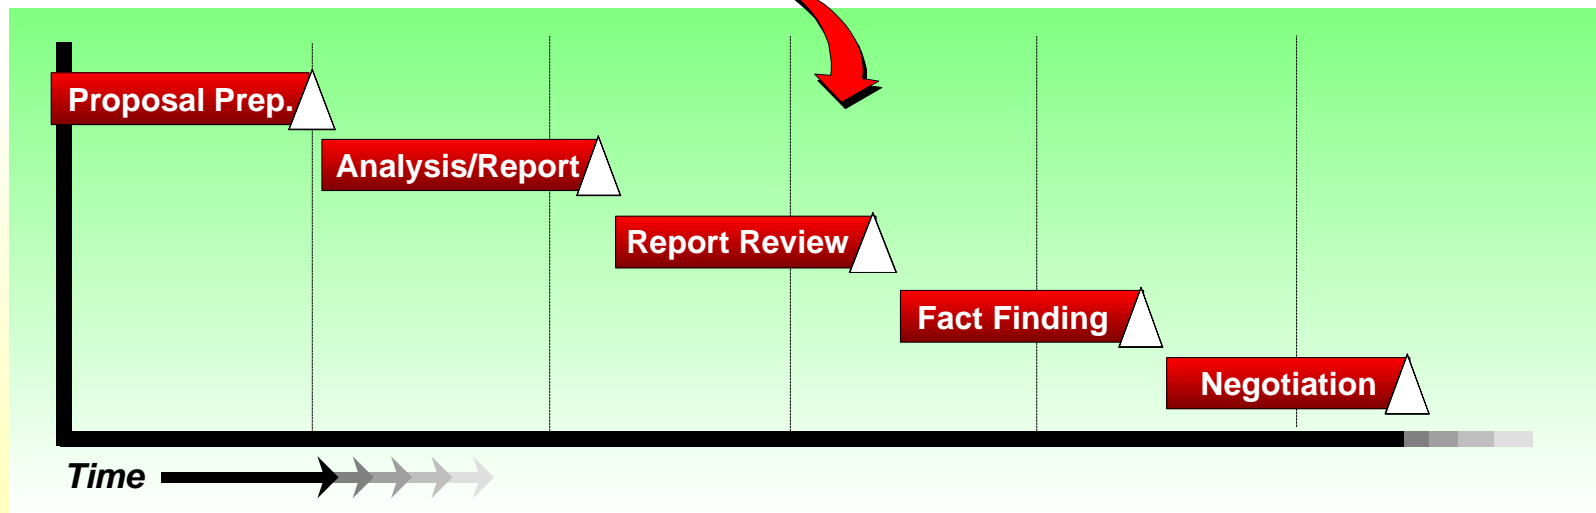 Proposal Prep.
Analysis/Report
Report Review
Fact Finding
Negotiation
Time